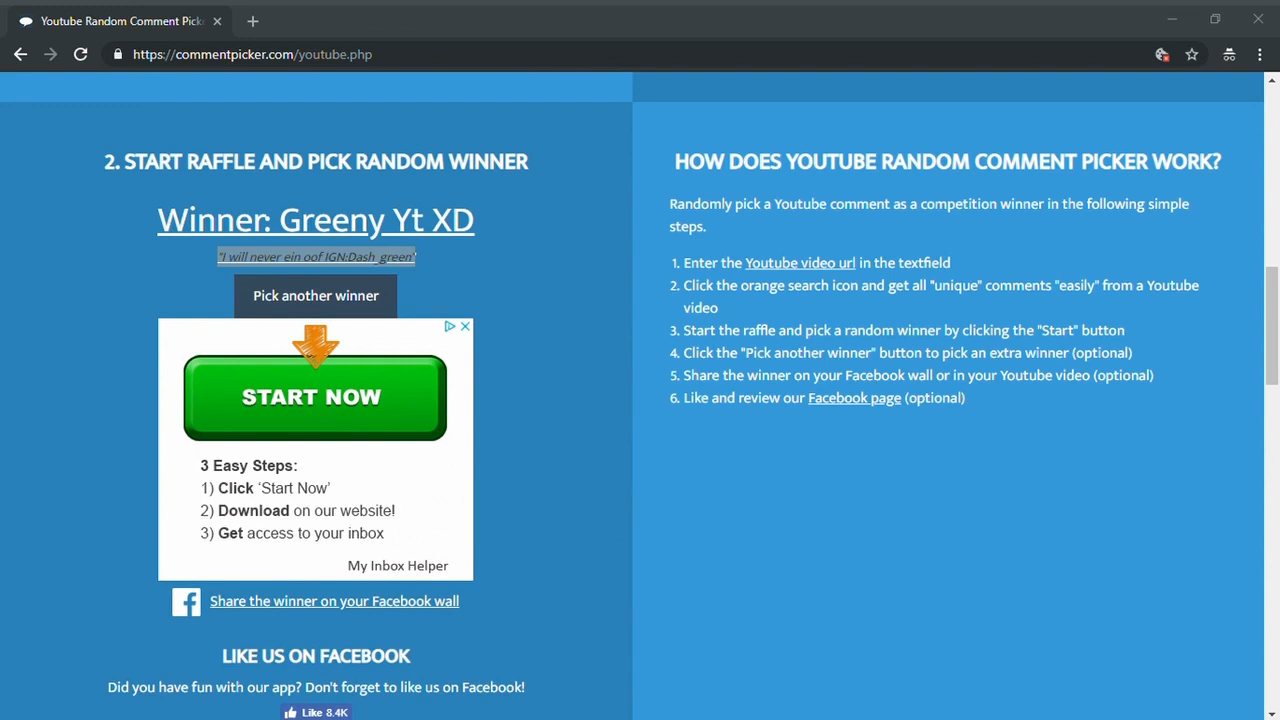 Youtube Random Comment Pick
https://commentpicker.com/youtube.php
2. START RAFFLE AND PICK RANDOM WINNER
Winner: Greeny Yt XD
"I will never ein oof IGN:Dash_green"
Pick another winner
START NOW
3 Easy Steps:
1) Click ‘Start Now’
2) Download on our website!
3) Get access to your inbox
My Inbox Helper
Share the winner on your Facebook wall
LIKE US ON FACEBOOK
Did you have fun with our app? Don't forget to like us on Facebook!
Like 8.4K
HOW DOES YOUTUBE RANDOM COMMENT PICKER WORK?
Randomly pick a Youtube comment as a competition winner in the following simple
steps.
1. Enter the Youtube video url in the textfield
2. Click the orange search icon and get all "unique" comments "easily" from a Youtube
video
3. Start the raffle and pick a random winner by clicking the "Start" button
4. Click the "Pick another winner" button to pick an extra winner (optional)
5. Share the winner on your Facebook wall or in your Youtube video (optional)
6. Like and review our Facebook page (optional)